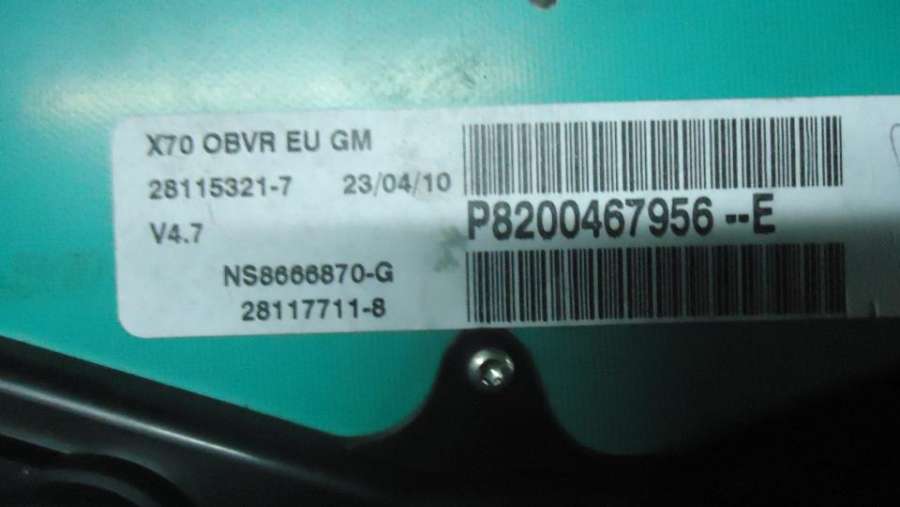 X70 OBVR EU GM
28115321-7 23/04/10
V4.7
P8200467956--E
NS8666870-G
28117711-8